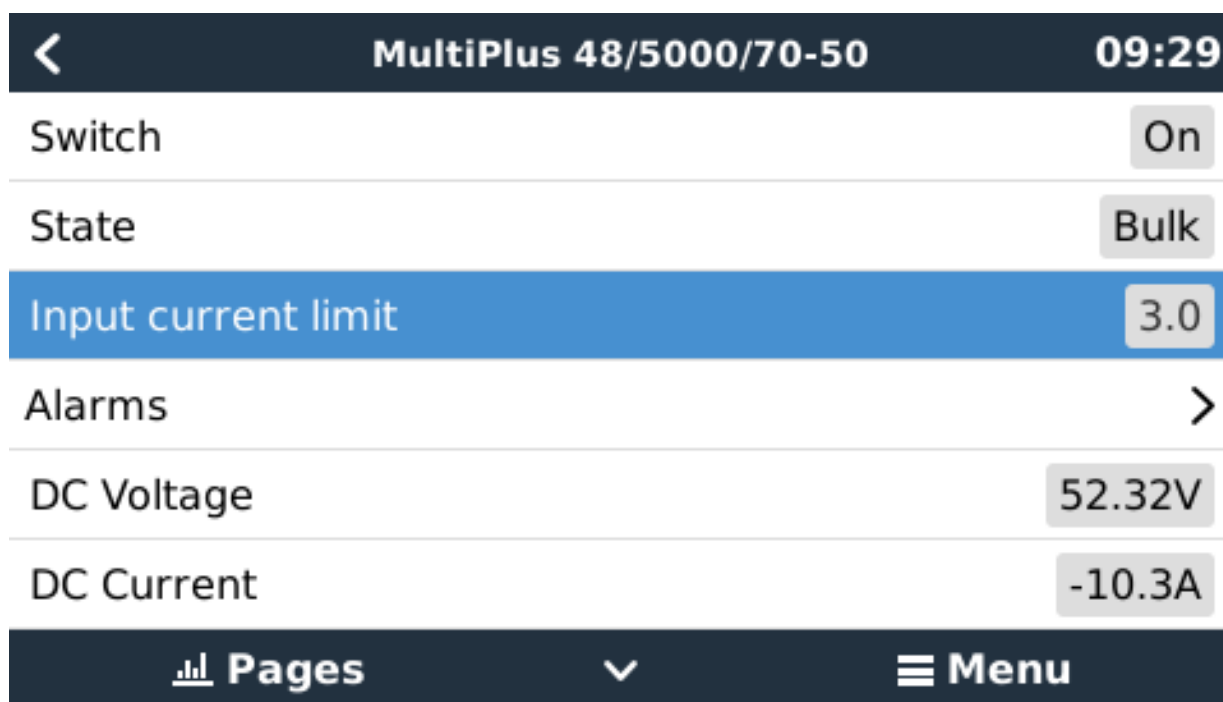 MultiPlus 48/5000/70-50 09:29
Switch On
State Bulk
Input current limit 3.0
Alarms
DC Voltage 52.32V
DC Current -10.3A
Pages Menu